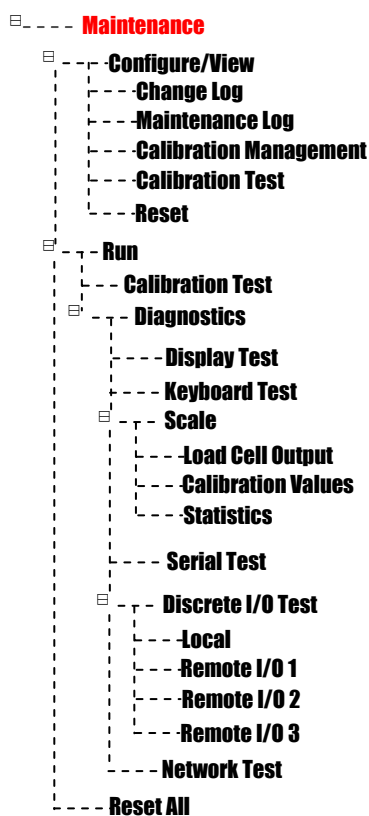 Maintenance
Configure/View
Change Log
Maintenance Log
Calibration Management
Calibration Test
Reset
Run
Calibration Test
Diagnostics
Display Test
Keyboard Test
Scale
Load Cell Output
Calibration Values
Statistics
Serial Test
Discrete I/O Test
Local
Remote I/O 1
Remote I/O 2
Remote I/O 3
Network Test
Reset All